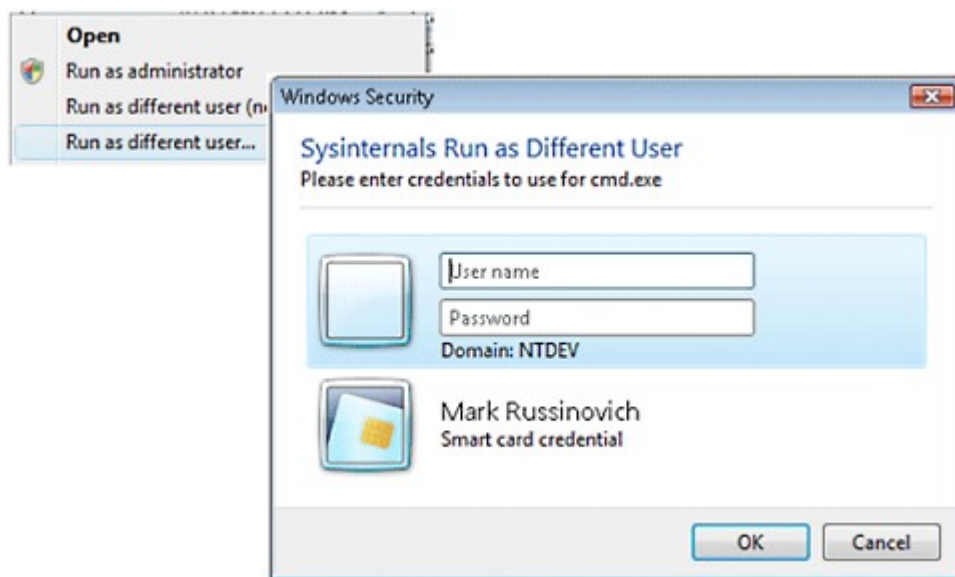 Open
Run as administrator
Run as different user (n
Run as different user...
Windows Security
Sysinternals Run as Different User
Please enter credentials to use for cmd.exe
User name
Password
Domain: NTDEV
Mark Russinovich
Smart card credential
OK
Cancel